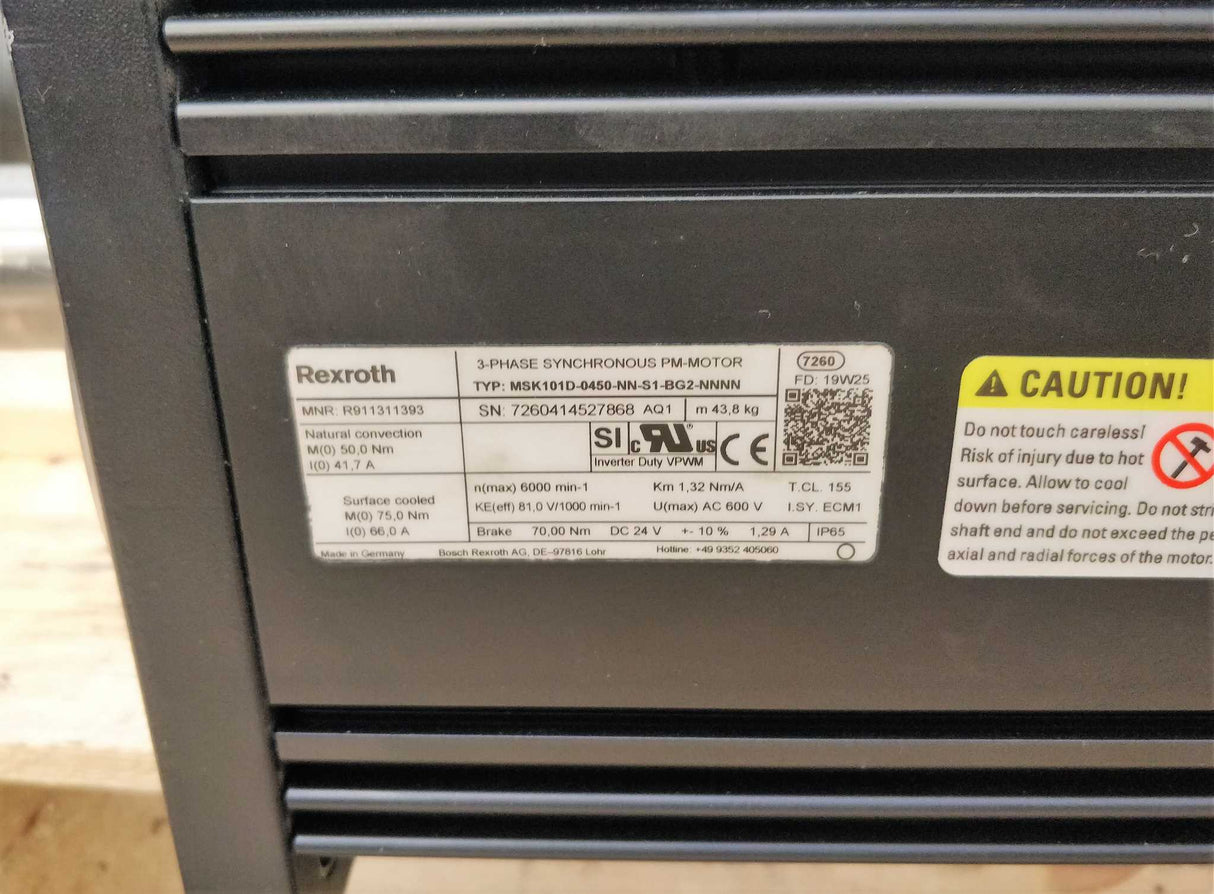 Rexroth
3-PHASE SYNCHRONOUS PM-MOTOR
TYP: MSK101D-0450-NN-S1-BG2-NNNN
7260
FD: 19W25
MNR: R911311393
SN: 7260414527868 AQ1
m 43,8 kg
Natural convection
M(0) 50,0 Nm
I(0) 41,7 A
SI
c RU® us
CE
Inverter Duty VPWM
Surface cooled
M(0) 75,0 Nm
I(0) 66,0 A
n(max) 6000 min-1 Km 1,32 Nm/A T.CL. 155
KE(eff) 81,0 V/1000 min-1 U(max) AC 600 V I.SY. ECM1
Brake 70,00 Nm DC 24 V +- 10 % 1,29 A IP65
Made in Germany Bosch Rexroth AG, DE-97816 Lohr Hotline: +49 9352 405060
CAUTION!
Do not touch careless!
Risk of injury due to hot
surface. Allow to cool
down before servicing. Do not stri
shaft end and do not exceed the pe
axial and radial forces of the motor.